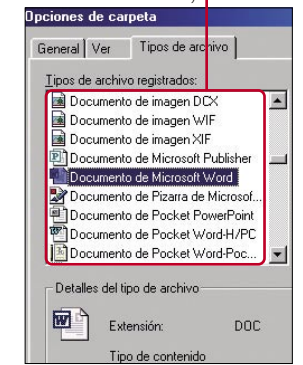 Opciones de carpeta
General Ver Tipos de archivo
Tipos de archivo registrados:
Documento de imagen DCX
Documento de imagen WIF
Documento de imagen XIF
Documento de Microsoft Publisher
Documento de Microsoft Word
Documento de Pizarra de Microsof...
Documento de Pocket PowerPoint
Documento de Pocket Word-H/PC
Documento de Pocket Word-Poc...
Detalles del tipo de archivo
Extensión: DOC
Tipo de contenido